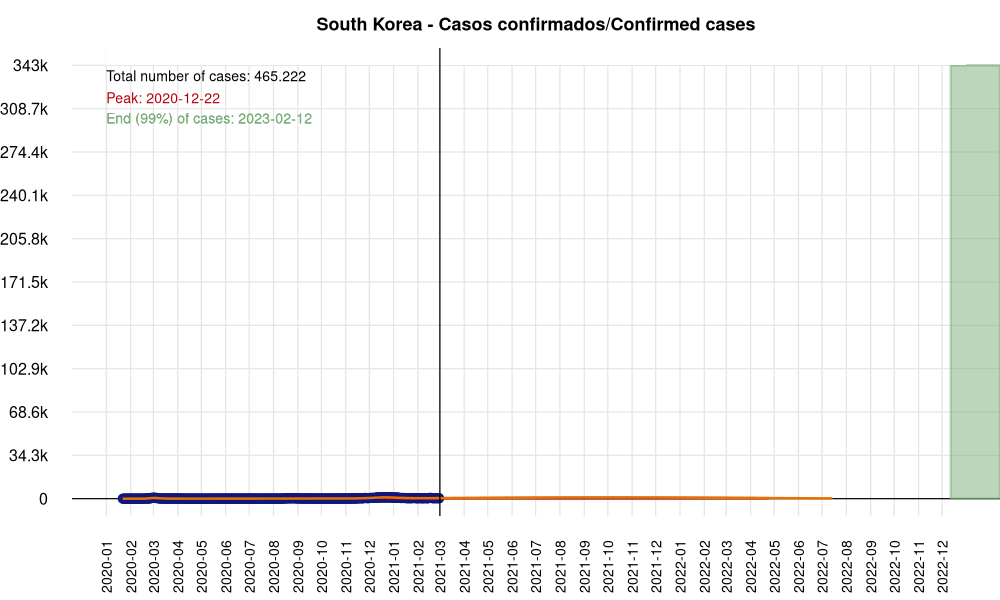 South Korea - Casos confirmados/Confirmed cases
343k
Total number of cases: 465.222
Peak: 2020-12-22
End (99%) of cases: 2023-02-12
308.7k
274.4k
240.1k
205.8k
171.5k
137.2k
102.9k
68.6k
34.3k
0
2020-01
2020-02
2020-03
2020-04
2020-05
2020-06
2020-07
2020-08
2020-09
2020-10
2020-11
2020-12
2021-01
2021-02
2021-03
2021-04
2021-05
2021-06
2021-07
2021-08
2021-09
2021-10
2021-11
2021-12
2022-01
2022-02
2022-03
2022-04
2022-05
2022-06
2022-07
2022-08
2022-09
2022-10
2022-11
2022-12